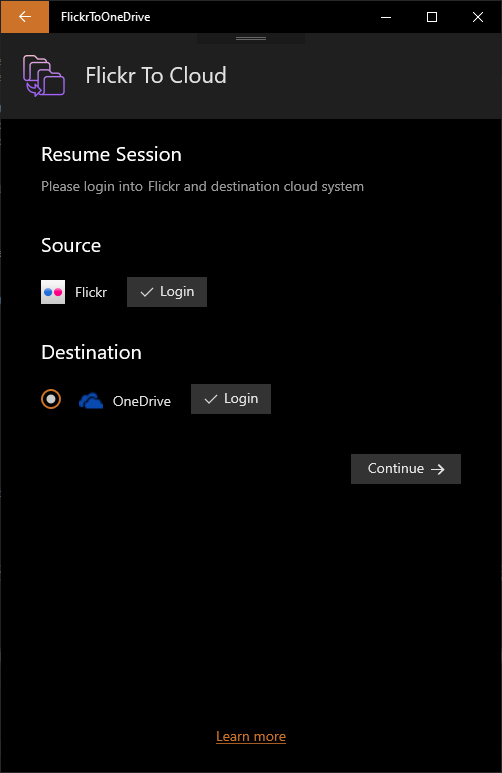 FlickrToOneDrive
Flickr To Cloud
Resume Session
Please login into Flickr and destination cloud system
Source
Flickr Login
Destination
OneDrive Login
Continue
Learn more